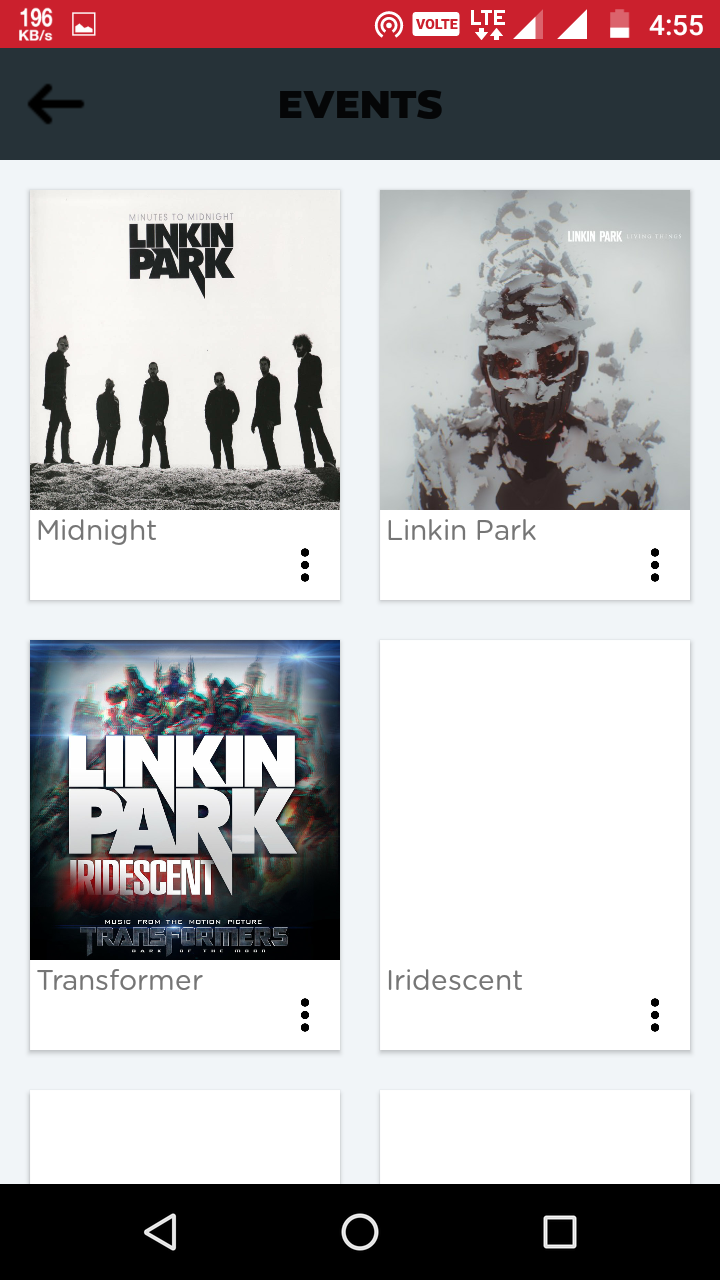 196
KB/s
VOLTE
LTE
4:55
EVENTS
MINUTES TO MIDNIGHT
LINKIN
PARK
LINKIN PARK LIVING THINGS
Midnight
Linkin Park
LINKIN
PARK
IRIDESCENT
MUSIC FROM THE MOTION PICTURE
TRANSFORMERS
DARK OF THE MOON
Transformer
Iridescent